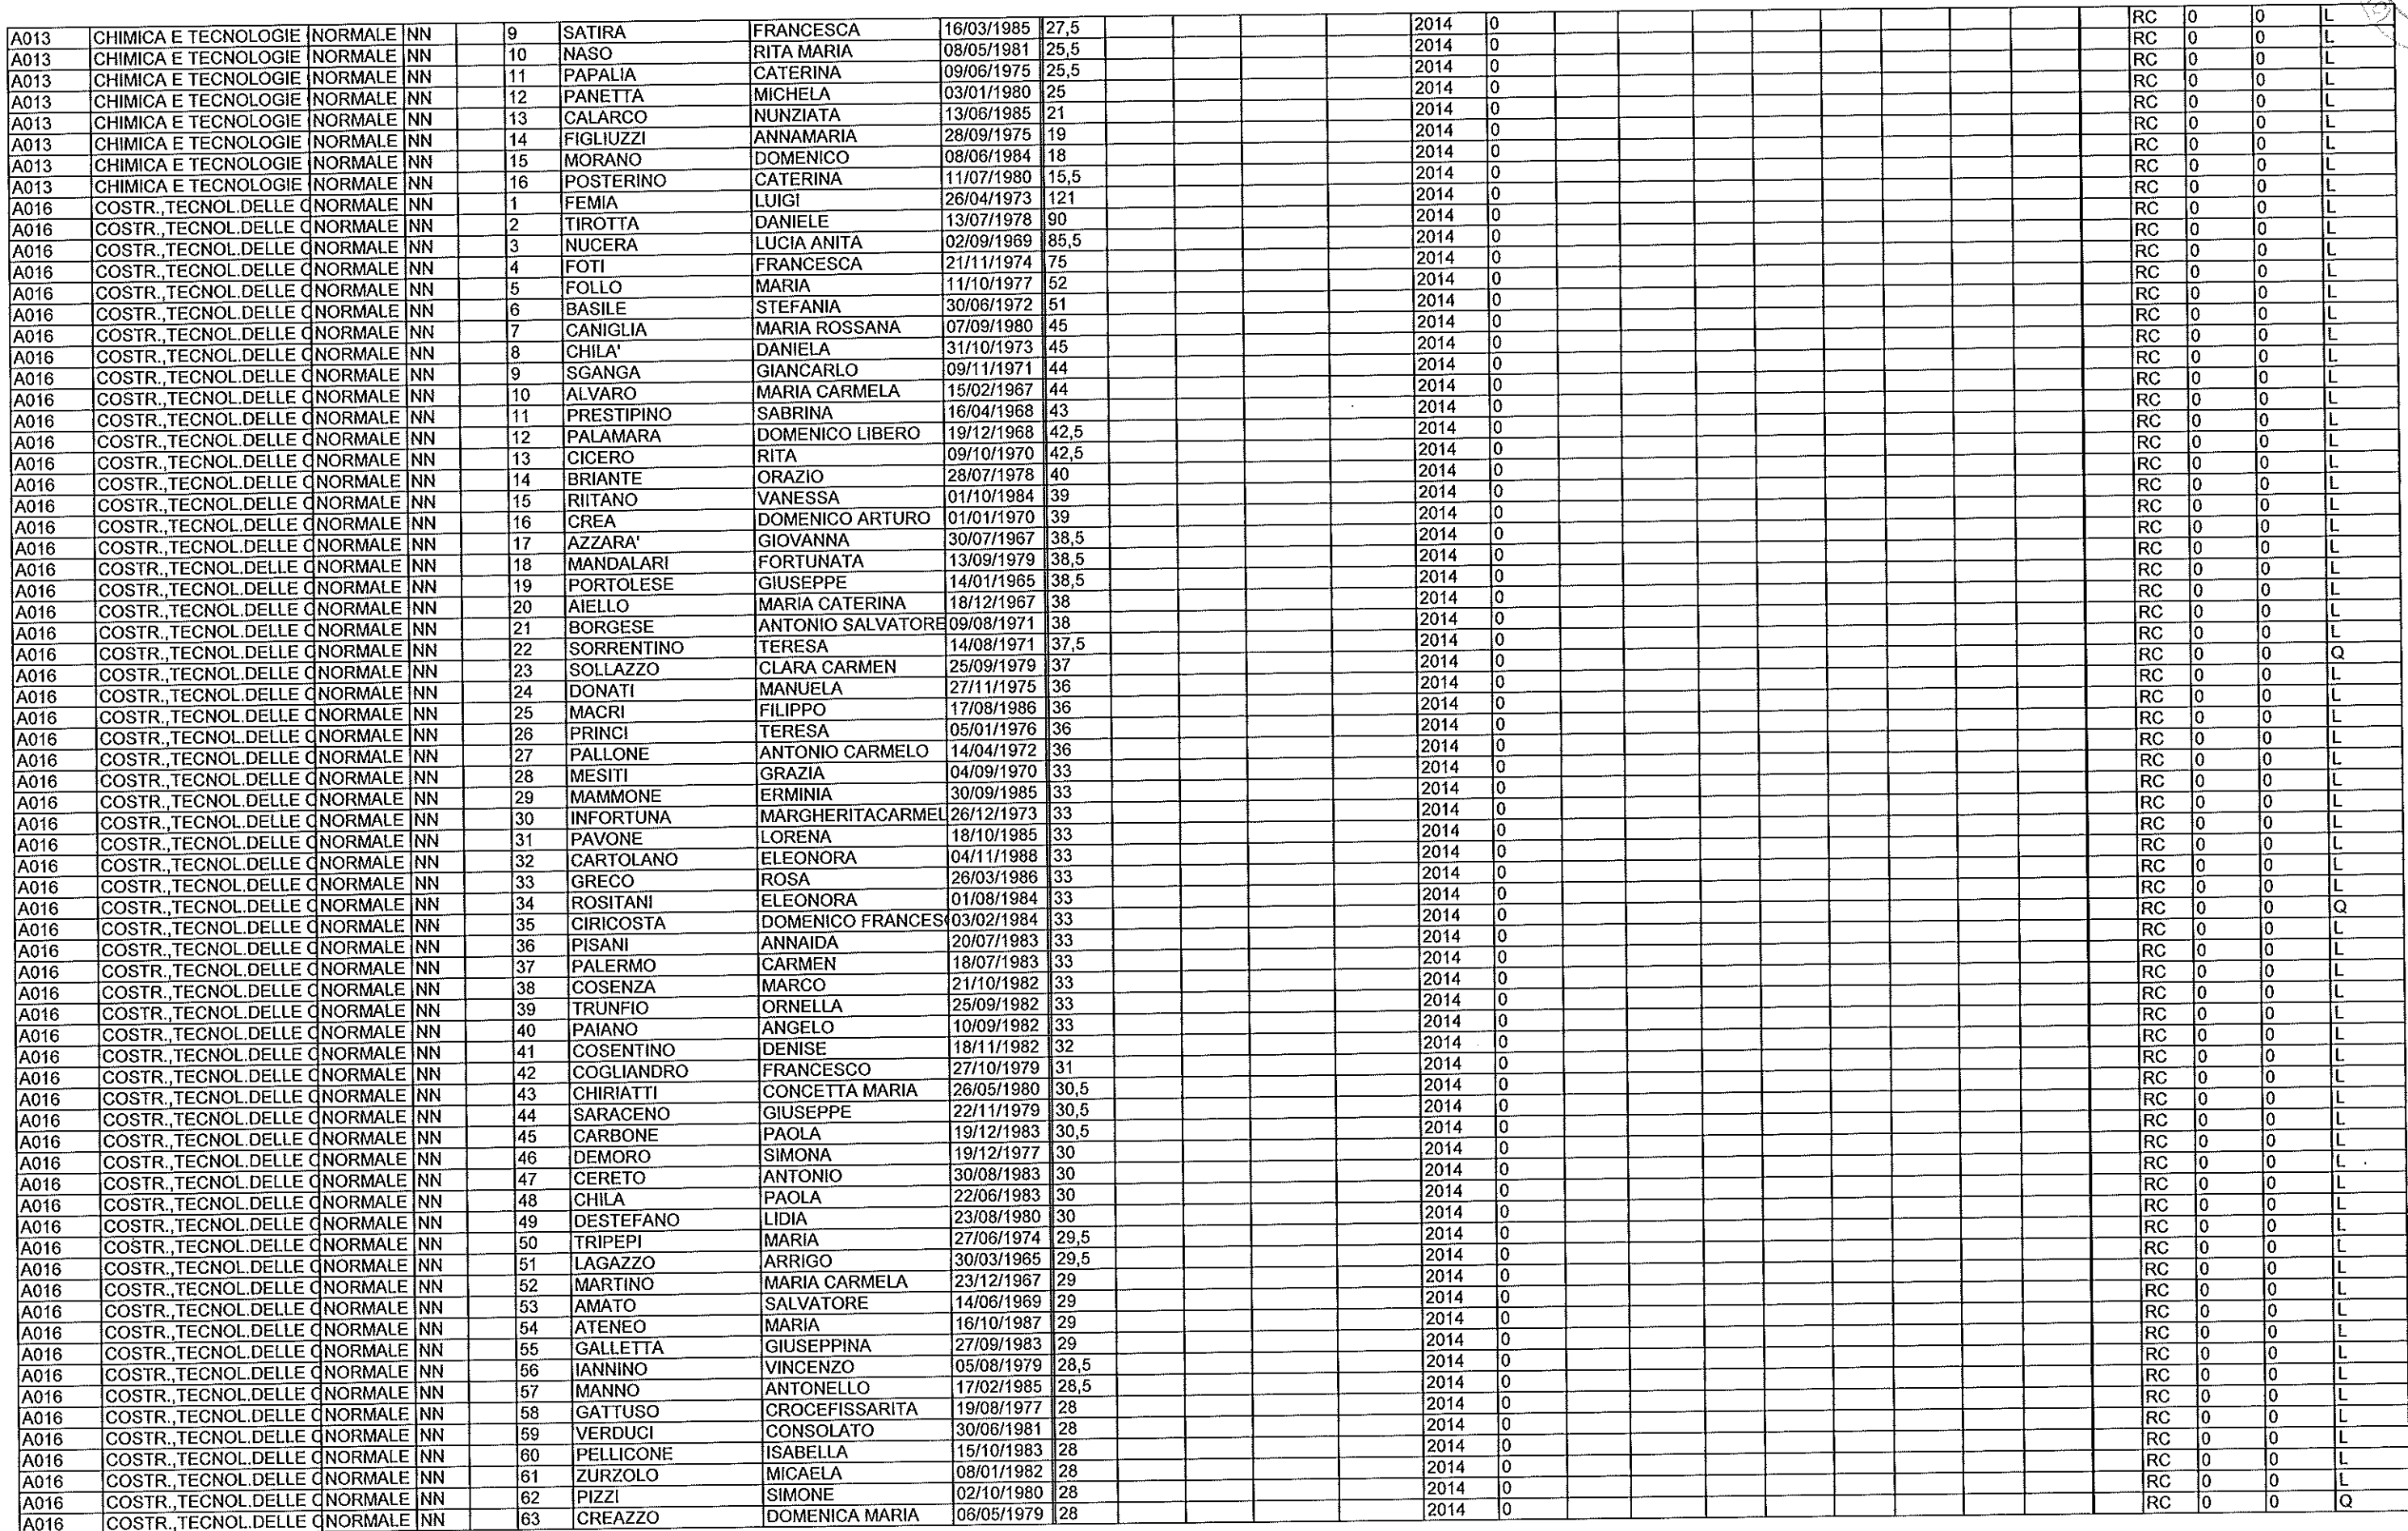 A013 CHIMICA E TECNOLOGIE NORMALE NN 9 SATIRA FRANCESCA 16/03/1985 27,5 2014 0 RC 0 0 L
A013 CHIMICA E TECNOLOGIE NORMALE NN 10 NASO RITA MARIA 08/05/1981 25,5 2014 0 RC 0 0 L
A013 CHIMICA E TECNOLOGIE NORMALE NN 11 PAPALIA CATERINA 09/06/1975 25,5 2014 0 RC 0 0 L
A013 CHIMICA E TECNOLOGIE NORMALE NN 12 PANETTA MICHELA 03/01/1980 25 2014 0 RC 0 0 L
A013 CHIMICA E TECNOLOGIE NORMALE NN 13 CALARCO NUNZIATA 13/06/1985 21 2014 0 RC 0 0 L
A013 CHIMICA E TECNOLOGIE NORMALE NN 14 FIGLIUZZI ANNAMARIA 28/09/1975 19 2014 0 RC 0 0 L
A013 CHIMICA E TECNOLOGIE NORMALE NN 15 MORANO DOMENICO 08/06/1984 18 2014 0 RC 0 0 L
A013 CHIMICA E TECNOLOGIE NORMALE NN 16 POSTERINO CATERINA 11/07/1980 15,5 2014 0 RC 0 0 L
A016 COSTR.,TECNOL.DELLE C NORMALE NN 1 FEMIA LUIGI 26/04/1973 121 2014 0 RC 0 0 L
A016 COSTR.,TECNOL.DELLE C NORMALE NN 2 TIROTTA DANIELE 13/07/1978 90 2014 0 RC 0 0 L
A016 COSTR.,TECNOL.DELLE C NORMALE NN 3 NUCERA LUCIA ANITA 02/09/1969 85,5 2014 0 RC 0 0 L
A016 COSTR.,TECNOL.DELLE C NORMALE NN 4 FOTI FRANCESCA 21/11/1974 75 2014 0 RC 0 0 L
A016 COSTR.,TECNOL.DELLE C NORMALE NN 5 FOLLO MARIA 11/10/1977 52 2014 0 RC 0 0 L
A016 COSTR.,TECNOL.DELLE C NORMALE NN 6 BASILE STEFANIA 30/06/1972 51 2014 0 RC 0 0 L
A016 COSTR.,TECNOL.DELLE C NORMALE NN 7 CANIGLIA MARIA ROSSANA 07/09/1980 45 2014 0 RC 0 0 L
A016 COSTR.,TECNOL.DELLE C NORMALE NN 8 CHILA' DANIELA 31/10/1973 45 2014 0 RC 0 0 L
A016 COSTR.,TECNOL.DELLE C NORMALE NN 9 SGANGA GIANCARLO 09/11/1971 44 2014 0 RC 0 0 L
A016 COSTR.,TECNOL.DELLE C NORMALE NN 10 ALVARO MARIA CARMELA 15/02/1967 44 2014 0 RC 0 0 L
A016 COSTR.,TECNOL.DELLE C NORMALE NN 11 PRESTIPINO SABRINA 16/04/1968 43 2014 0 RC 0 0 L
A016 COSTR.,TECNOL.DELLE C NORMALE NN 12 PALAMARA DOMENICO LIBERO 19/12/1968 42,5 2014 0 RC 0 0 L
A016 COSTR.,TECNOL.DELLE C NORMALE NN 13 CICERO RITA 09/10/1970 42,5 2014 0 RC 0 0 L
A016 COSTR.,TECNOL.DELLE C NORMALE NN 14 BRIANTE ORAZIO 28/07/1978 40 2014 0 RC 0 0 L
A016 COSTR.,TECNOL.DELLE C NORMALE NN 15 RIITANO VANESSA 01/10/1984 39 2014 0 RC 0 0 L
A016 COSTR.,TECNOL.DELLE C NORMALE NN 16 CREA DOMENICO ARTURO 01/01/1970 39 2014 0 RC 0 0 L
A016 COSTR.,TECNOL.DELLE C NORMALE NN 17 AZZARA' GIOVANNA 30/07/1967 38,5 2014 0 RC 0 0 L
A016 COSTR.,TECNOL.DELLE C NORMALE NN 18 MANDALARI FORTUNATA 13/09/1979 38,5 2014 0 RC 0 0 L
A016 COSTR.,TECNOL.DELLE C NORMALE NN 19 PORTOLESE GIUSEPPE 14/01/1965 38,5 2014 0 RC 0 0 L
A016 COSTR.,TECNOL.DELLE C NORMALE NN 20 AIELLO MARIA CATERINA 18/12/1967 38 2014 0 RC 0 0 L
A016 COSTR.,TECNOL.DELLE C NORMALE NN 21 BORGESE ANTONIO SALVATORE 09/08/1971 38 2014 0 RC 0 0 L
A016 COSTR.,TECNOL.DELLE C NORMALE NN 22 SORRENTINO TERESA 14/08/1971 37,5 2014 0 RC 0 0 L
A016 COSTR.,TECNOL.DELLE C NORMALE NN 23 SOLLAZZO CLARA CARMEN 25/09/1979 37 2014 0 RC 0 0 Q
A016 COSTR.,TECNOL.DELLE C NORMALE NN 24 DONATI MANUELA 27/11/1975 36 2014 0 RC 0 0 L
A016 COSTR.,TECNOL.DELLE C NORMALE NN 25 MACRI FILIPPO 17/08/1986 36 2014 0 RC 0 0 L
A016 COSTR.,TECNOL.DELLE C NORMALE NN 26 PRINCI TERESA 05/01/1976 36 2014 0 RC 0 0 L
A016 COSTR.,TECNOL.DELLE C NORMALE NN 27 PALLONE ANTONIO CARMELO 14/04/1972 36 2014 0 RC 0 0 L
A016 COSTR.,TECNOL.DELLE C NORMALE NN 28 MESITI GRAZIA 04/09/1970 33 2014 0 RC 0 0 L
A016 COSTR.,TECNOL.DELLE C NORMALE NN 29 MAMMONE ERMINIA 30/09/1985 33 2014 0 RC 0 0 L
A016 COSTR.,TECNOL.DELLE C NORMALE NN 30 INFORTUNA MARGHERITACARMEL 26/12/1973 33 2014 0 RC 0 0 L
A016 COSTR.,TECNOL.DELLE C NORMALE NN 31 PAVONE LORENA 18/10/1985 33 2014 0 RC 0 0 L
A016 COSTR.,TECNOL.DELLE C NORMALE NN 32 CARTOLANO ELEONORA 04/11/1988 33 2014 0 RC 0 0 L
A016 COSTR.,TECNOL.DELLE C NORMALE NN 33 GRECO ROSA 26/03/1986 33 2014 0 RC 0 0 L
A016 COSTR.,TECNOL.DELLE C NORMALE NN 34 ROSITANI ELEONORA 01/08/1984 33 2014 0 RC 0 0 L
A016 COSTR.,TECNOL.DELLE C NORMALE NN 35 CIRICOSTA DOMENICO FRANCES 03/02/1984 33 2014 0 RC 0 0 Q
A016 COSTR.,TECNOL.DELLE C NORMALE NN 36 PISANI ANNAIDA 20/07/1983 33 2014 0 RC 0 0 L
A016 COSTR.,TECNOL.DELLE C NORMALE NN 37 PALERMO CARMEN 18/07/1983 33 2014 0 RC 0 0 L
A016 COSTR.,TECNOL.DELLE C NORMALE NN 38 COSENZA MARCO 21/10/1982 33 2014 0 RC 0 0 L
A016 COSTR.,TECNOL.DELLE C NORMALE NN 39 TRUNFIO ORNELLA 25/09/1982 33 2014 0 RC 0 0 L
A016 COSTR.,TECNOL.DELLE C NORMALE NN 40 PAIANO ANGELO 10/09/1982 33 2014 0 RC 0 0 L
A016 COSTR.,TECNOL.DELLE C NORMALE NN 41 COSENTINO DENISE 18/11/1982 32 2014 0 RC 0 0 L
A016 COSTR.,TECNOL.DELLE C NORMALE NN 42 COGLIANDRO FRANCESCO 27/10/1979 31 2014 0 RC 0 0 L
A016 COSTR.,TECNOL.DELLE C NORMALE NN 43 CHIRIATTI CONCETTA MARIA 26/05/1980 30,5 2014 0 RC 0 0 L
A016 COSTR.,TECNOL.DELLE C NORMALE NN 44 SARACENO GIUSEPPE 22/11/1979 30,5 2014 0 RC 0 0 L
A016 COSTR.,TECNOL.DELLE C NORMALE NN 45 CARBONE PAOLA 19/12/1983 30,5 2014 0 RC 0 0 L
A016 COSTR.,TECNOL.DELLE C NORMALE NN 46 DEMORO SIMONA 19/12/1977 30 2014 0 RC 0 0 L
A016 COSTR.,TECNOL.DELLE C NORMALE NN 47 CERETO ANTONIO 30/08/1983 30 2014 0 RC 0 0 L
A016 COSTR.,TECNOL.DELLE C NORMALE NN 48 CHILA PAOLA 22/06/1983 30 2014 0 RC 0 0 L
A016 COSTR.,TECNOL.DELLE C NORMALE NN 49 DESTEFANO LIDIA 23/08/1980 30 2014 0 RC 0 0 L
A016 COSTR.,TECNOL.DELLE C NORMALE NN 50 TRIPEPI MARIA 27/06/1974 29,5 2014 0 RC 0 0 L
A016 COSTR.,TECNOL.DELLE C NORMALE NN 51 LAGAZZO ARRIGO 30/03/1965 29,5 2014 0 RC 0 0 L
A016 COSTR.,TECNOL.DELLE C NORMALE NN 52 MARTINO MARIA CARMELA 23/12/1967 29 2014 0 RC 0 0 L
A016 COSTR.,TECNOL.DELLE C NORMALE NN 53 AMATO SALVATORE 14/06/1969 29 2014 0 RC 0 0 L
A016 COSTR.,TECNOL.DELLE C NORMALE NN 54 ATENEO MARIA 16/10/1987 29 2014 0 RC 0 0 L
A016 COSTR.,TECNOL.DELLE C NORMALE NN 55 GALLETTA GIUSEPPINA 27/09/1983 29 2014 0 RC 0 0 L
A016 COSTR.,TECNOL.DELLE C NORMALE NN 56 IANNINO VINCENZO 05/08/1979 28,5 2014 0 RC 0 0 L
A016 COSTR.,TECNOL.DELLE C NORMALE NN 57 MANNO ANTONELLO 17/02/1985 28,5 2014 0 RC 0 0 L
A016 COSTR.,TECNOL.DELLE C NORMALE NN 58 GATTUSO CROCEFISSARITA 19/08/1977 28 2014 0 RC 0 0 L
A016 COSTR.,TECNOL.DELLE C NORMALE NN 59 VERDUCI CONSOLATO 30/06/1981 28 2014 0 RC 0 0 L
A016 COSTR.,TECNOL.DELLE C NORMALE NN 60 PELLICONE ISABELLA 15/10/1983 28 2014 0 RC 0 0 L
A016 COSTR.,TECNOL.DELLE C NORMALE NN 61 ZURZOLO MICAELA 08/01/1982 28 2014 0 RC 0 0 L
A016 COSTR.,TECNOL.DELLE C NORMALE NN 62 PIZZI SIMONE 02/10/1980 28 2014 0 RC 0 0 L
A016 COSTR.,TECNOL.DELLE C NORMALE NN 63 CREAZZO DOMENICA MARIA 06/05/1979 28 2014 0 RC 0 0 Q